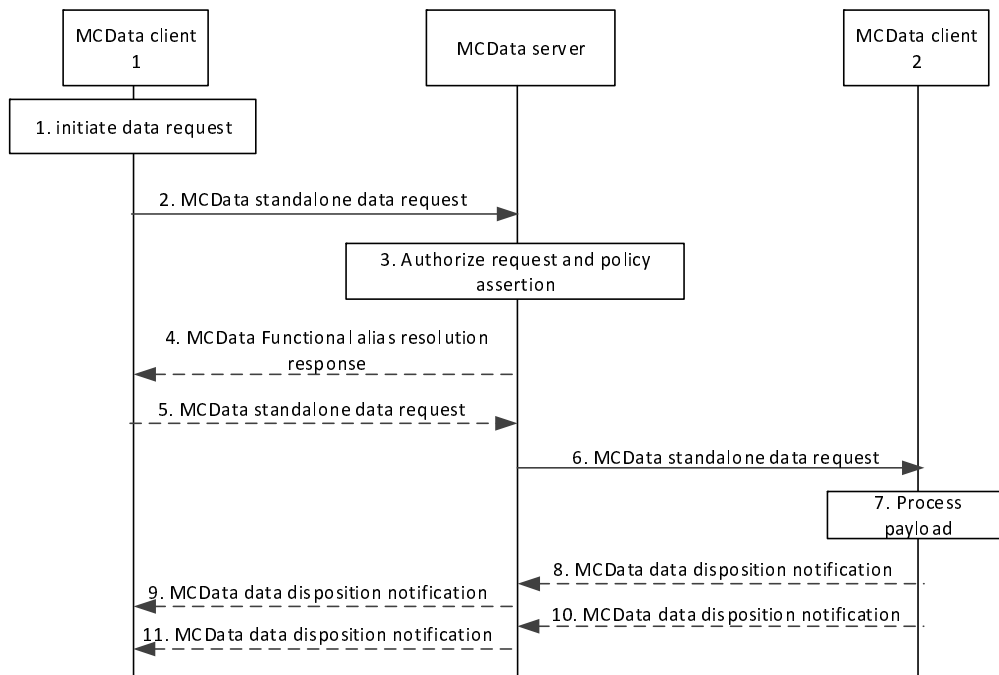 MCData client
1
MCData server
MCData client
2
1. initiate data request
2. MCData standalone data request
3. Authorize request and policy
assertion
4. MCData Functional alias resolution
response
5. MCData standalone data request
6. MCData standalone data request
7. Process
payload
8. MCData data disposition notification
9. MCData data disposition notification
10. MCData data disposition notification
11. MCData data disposition notification